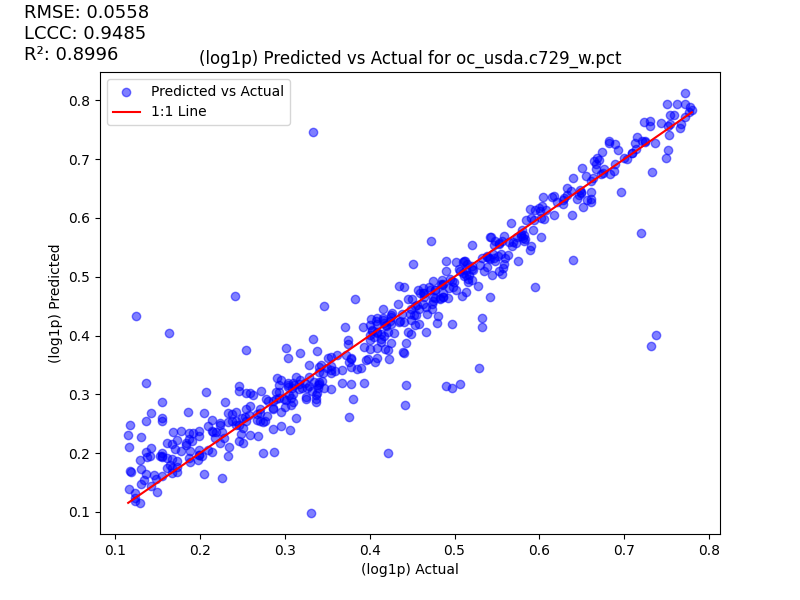 RMSE: 0.0558
LCCC: 0.9485
R²: 0.8996
(log1p) Predicted vs Actual for oc_usda.c729_w.pct
Predicted vs Actual
1:1 Line
(log1p) Predicted
0.8
0.7
0.6
0.5
0.4
0.3
0.2
0.1
0.1 0.2 0.3 0.4 0.5 0.6 0.7 0.8
(log1p) Actual